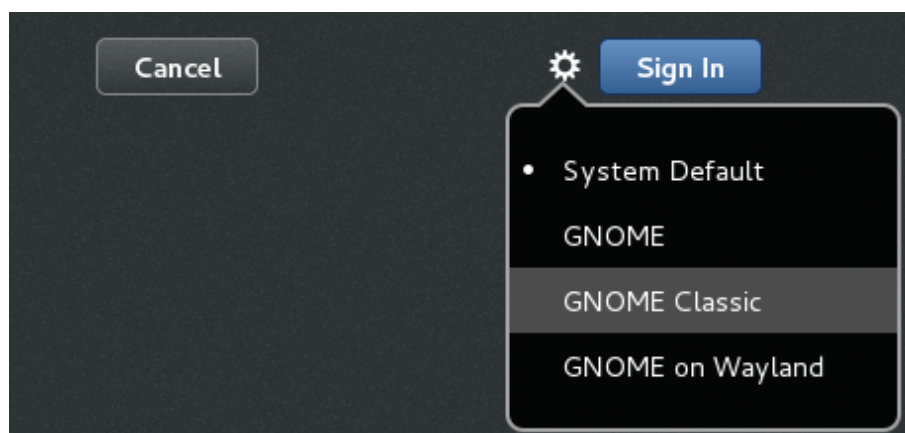 Cancel
Sign In
System Default
GNOME
GNOME Classic
GNOME on Wayland